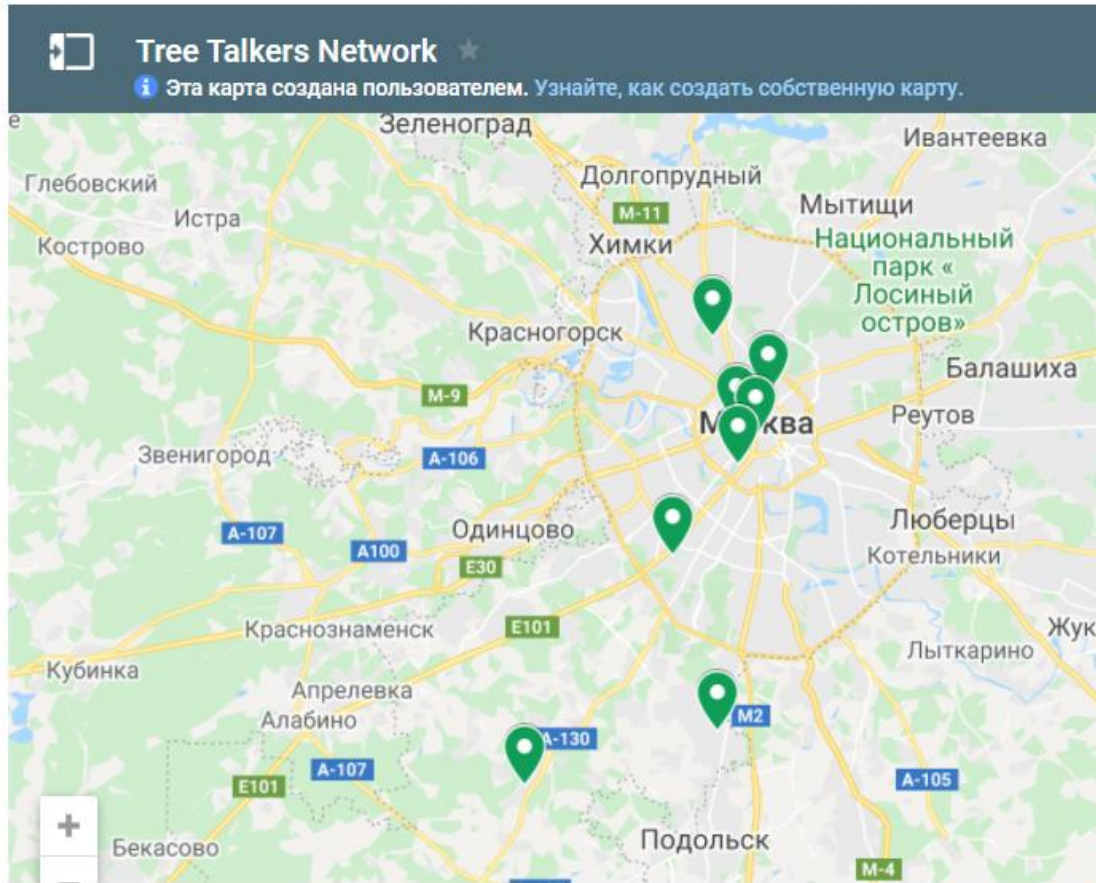 Tree Talkers Network
Эта карта создана пользователем. Узнайте, как создать собственную карту.
е
Зеленоград
Ивантеевка
Глебовский
Долгопрудный
Истра
М-11
Мытищи
Кострово
Химки
Национальный
парк «
Лосиный
остров»
Красногорск
Балашиха
М-9
Реутов
Москва
Звенигород
А-106
Люберцы
А-107
Одинцово
А100
Котельники
Е30
Краснознаменск
Е101
Жук
Лыткарино
Кубинка
Апрелевка
Алабино
М2
А-130
А-107
А-105
Е101
Подольск
Бекасово
М-4